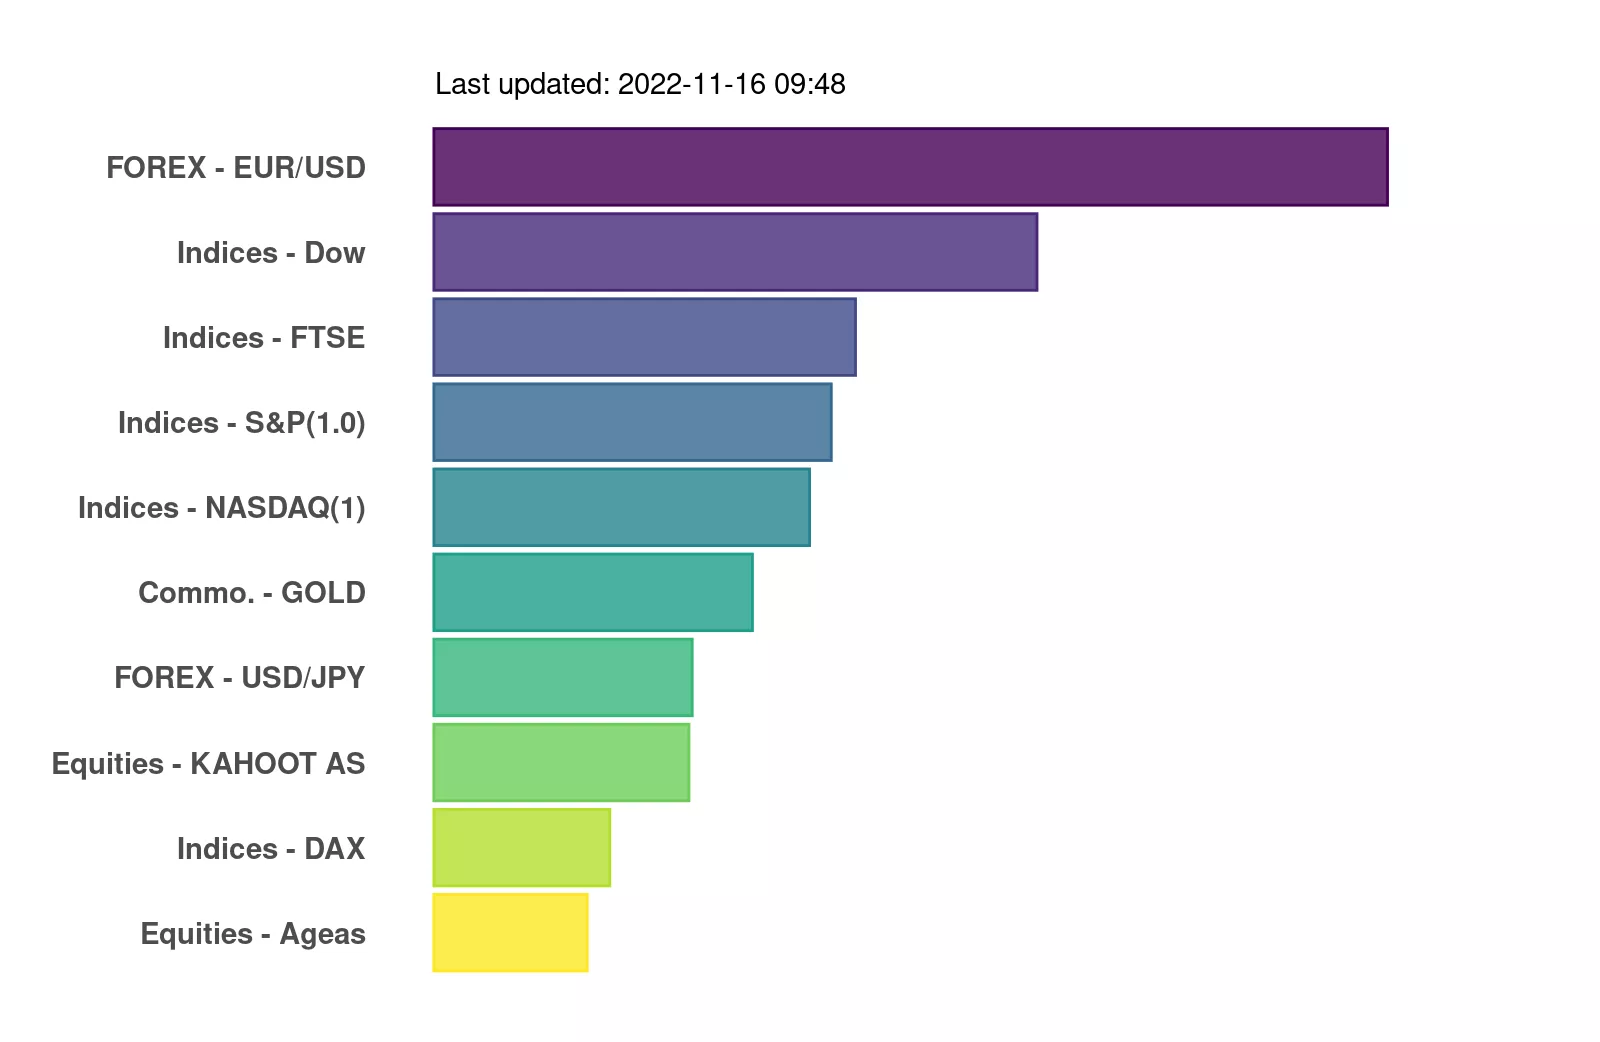 Last updated: 2022-11-16 09:48
FOREX - EUR/USD
Indices - Dow
Indices - FTSE
Indices - S&P(1.0)
Indices - NASDAQ(1)
Commo. - GOLD
FOREX - USD/JPY
Equities - KAHOOT AS
Indices - DAX
Equities - Ageas